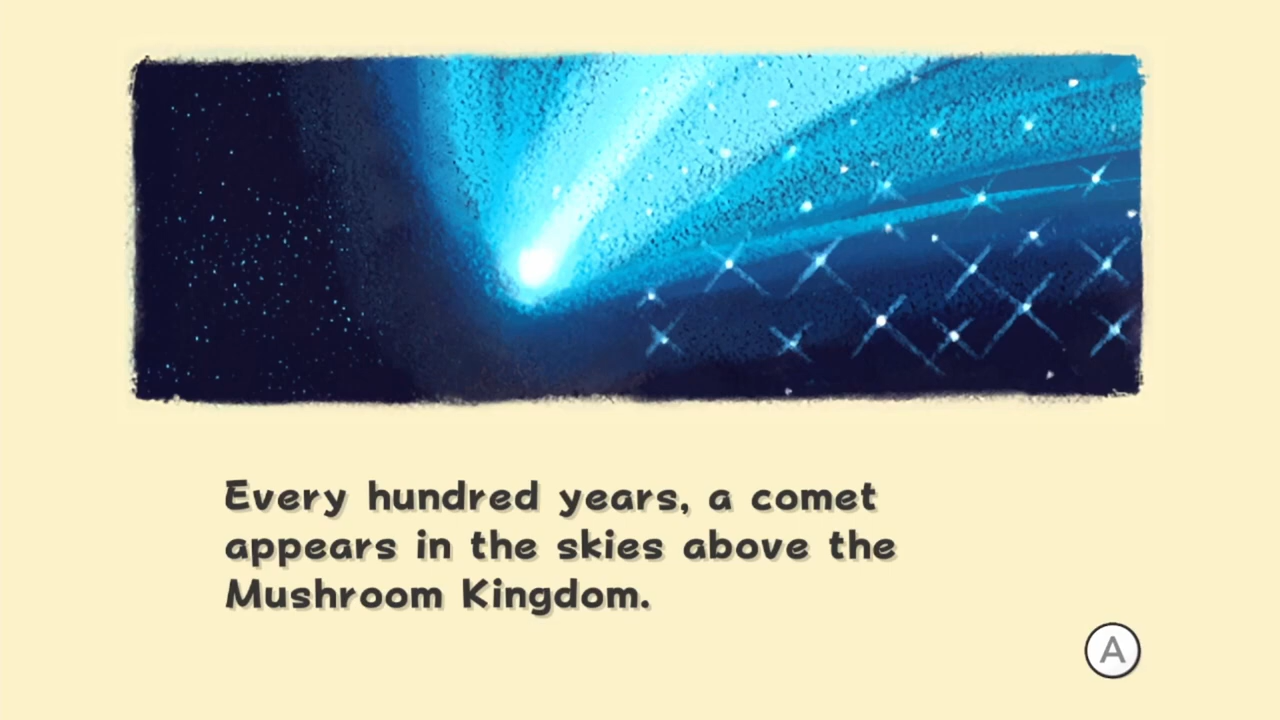 Every hundred years, a comet
appears in the skies above the
Mushroom Kingdom.
A